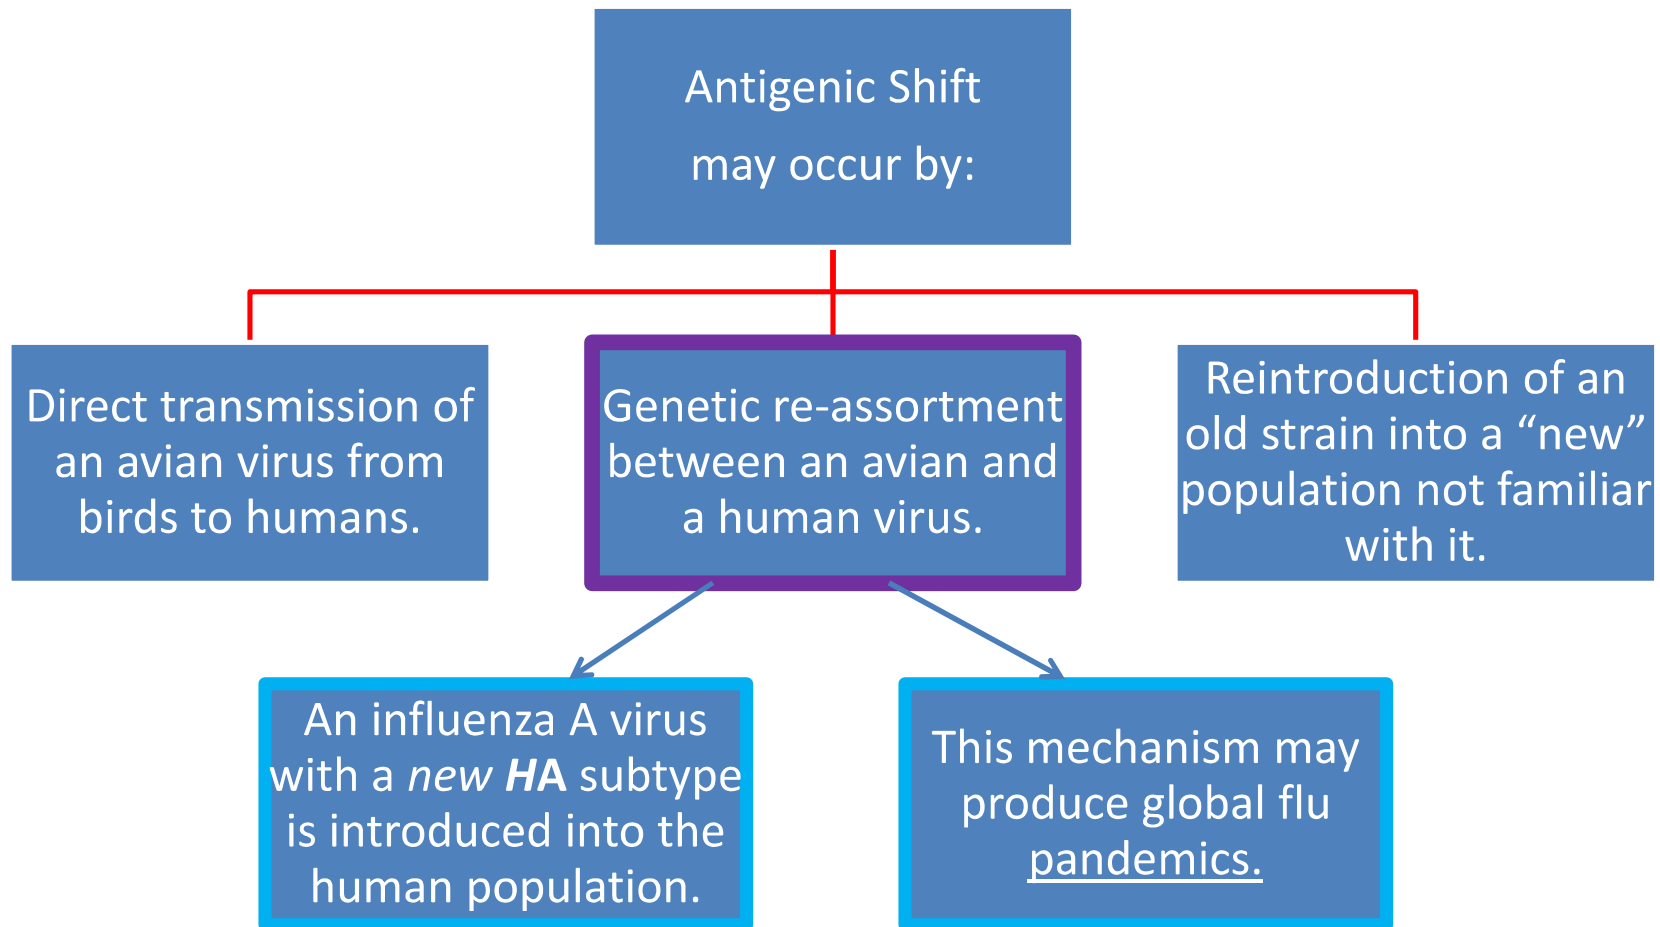 Antigenic Shift
may occur by:
Direct transmission of
an avian virus from
birds to humans.
Genetic re-assortment
between an avian and
a human virus.
Reintroduction of an
old strain into a “new”
population not familiar
with it.
An influenza A virus
with a new HA subtype
is introduced into the
human population.
This mechanism may
produce global flu
pandemics.